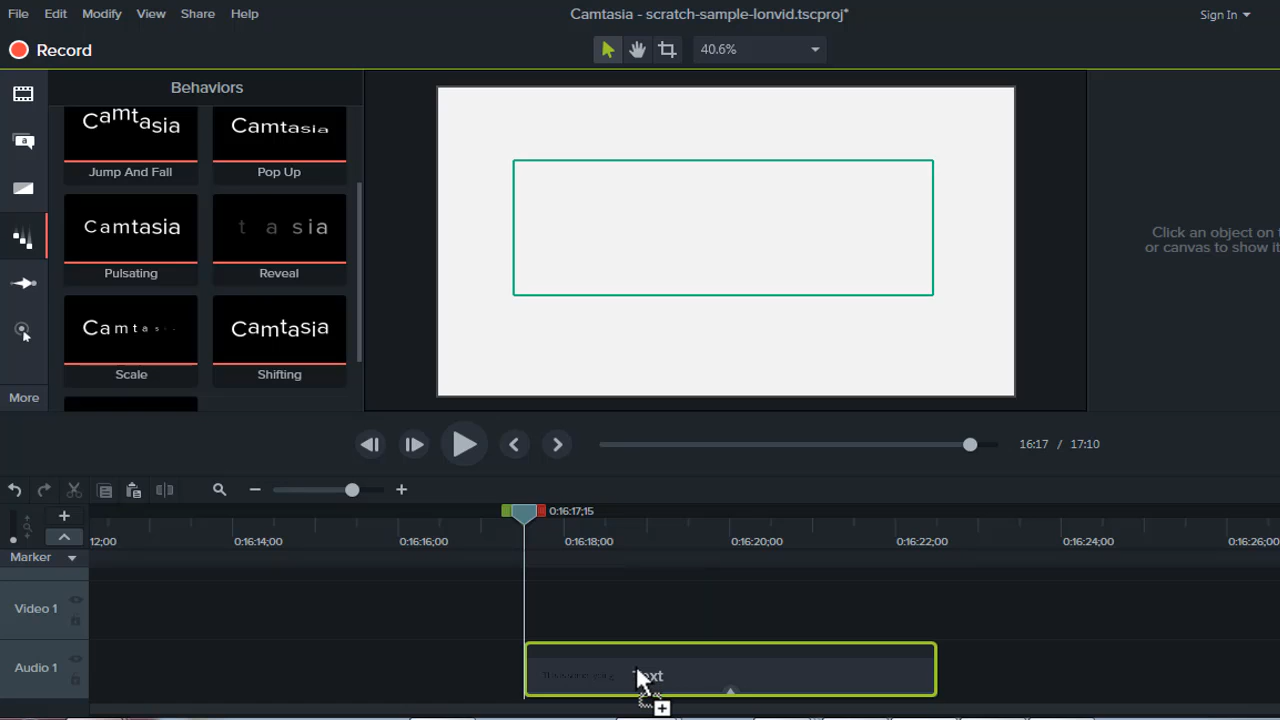 File Edit Modify View Share Help
Camtasia - scratch-sample-lonvid.tscproj*
Sign In
Record
40.6%
Behaviors
Camtasia Camtasia
Jump And Fall Pop Up
Camtasia t a sia
Pulsating Reveal
Camtas Camtasia
Scale Shifting
More
Click an object on t
or canvas to show it
16:17 / 17:10
0:16:17;15
12;00 0:16:14;00 0:16:16;00 0:16:18;00 0:16:20;00 0:16:22;00 0:16:24;00 0:16:26;00
Marker
Video 1
Audio 1
ext